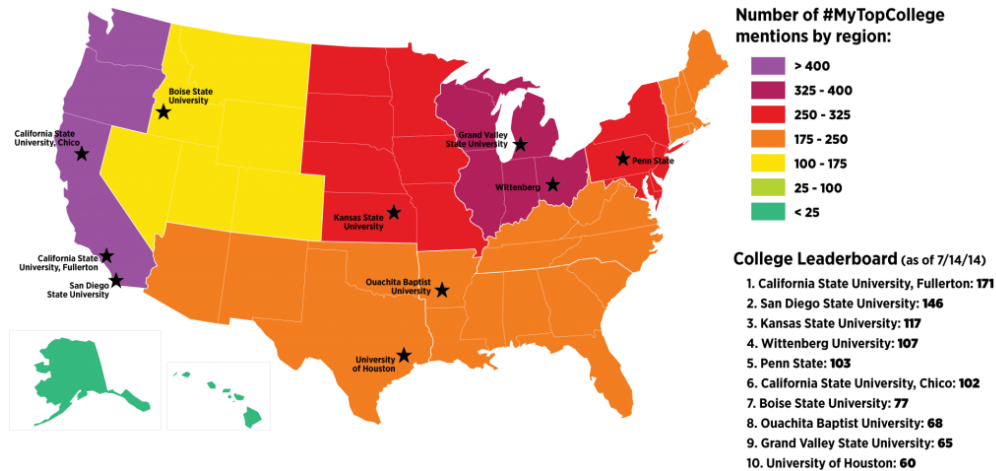 Number of #MyTopCollege
mentions by region:
> 400
325 - 400
250 - 325
175 - 250
100 - 175
25 - 100
< 25
Boise State
University
California State
University, Chico
Grand Valley
State University
Penn State
Wittenberg
Kansas State
University
California State
University, Fullerton
San Diego
State University
Ouachita Baptist
University
University
of Houston
College Leaderboard (as of 7/14/14)
1. California State University, Fullerton: 171
2. San Diego State University: 146
3. Kansas State University: 117
4. Wittenberg University: 107
5. Penn State: 103
6. California State University, Chico: 102
7. Boise State University: 77
8. Ouachita Baptist University: 68
9. Grand Valley State University: 65
10. University of Houston: 60